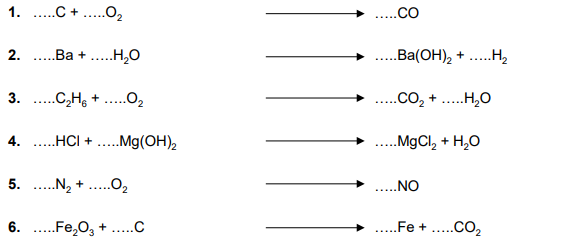 1. .....C + .....O₂ ⟶ .....CO
2. .....Ba + .....H₂O ⟶ .....Ba(OH)₂ + .....H₂
3. .....C₂H₆ + .....O₂ ⟶ .....CO₂ + .....H₂O
4. .....HCl + .....Mg(OH)₂ ⟶ .....MgCl₂ + H₂O
5. .....N₂ + .....O₂ ⟶ .....NO
6. .....Fe₂O₃ + .....C ⟶ .....Fe + .....CO₂